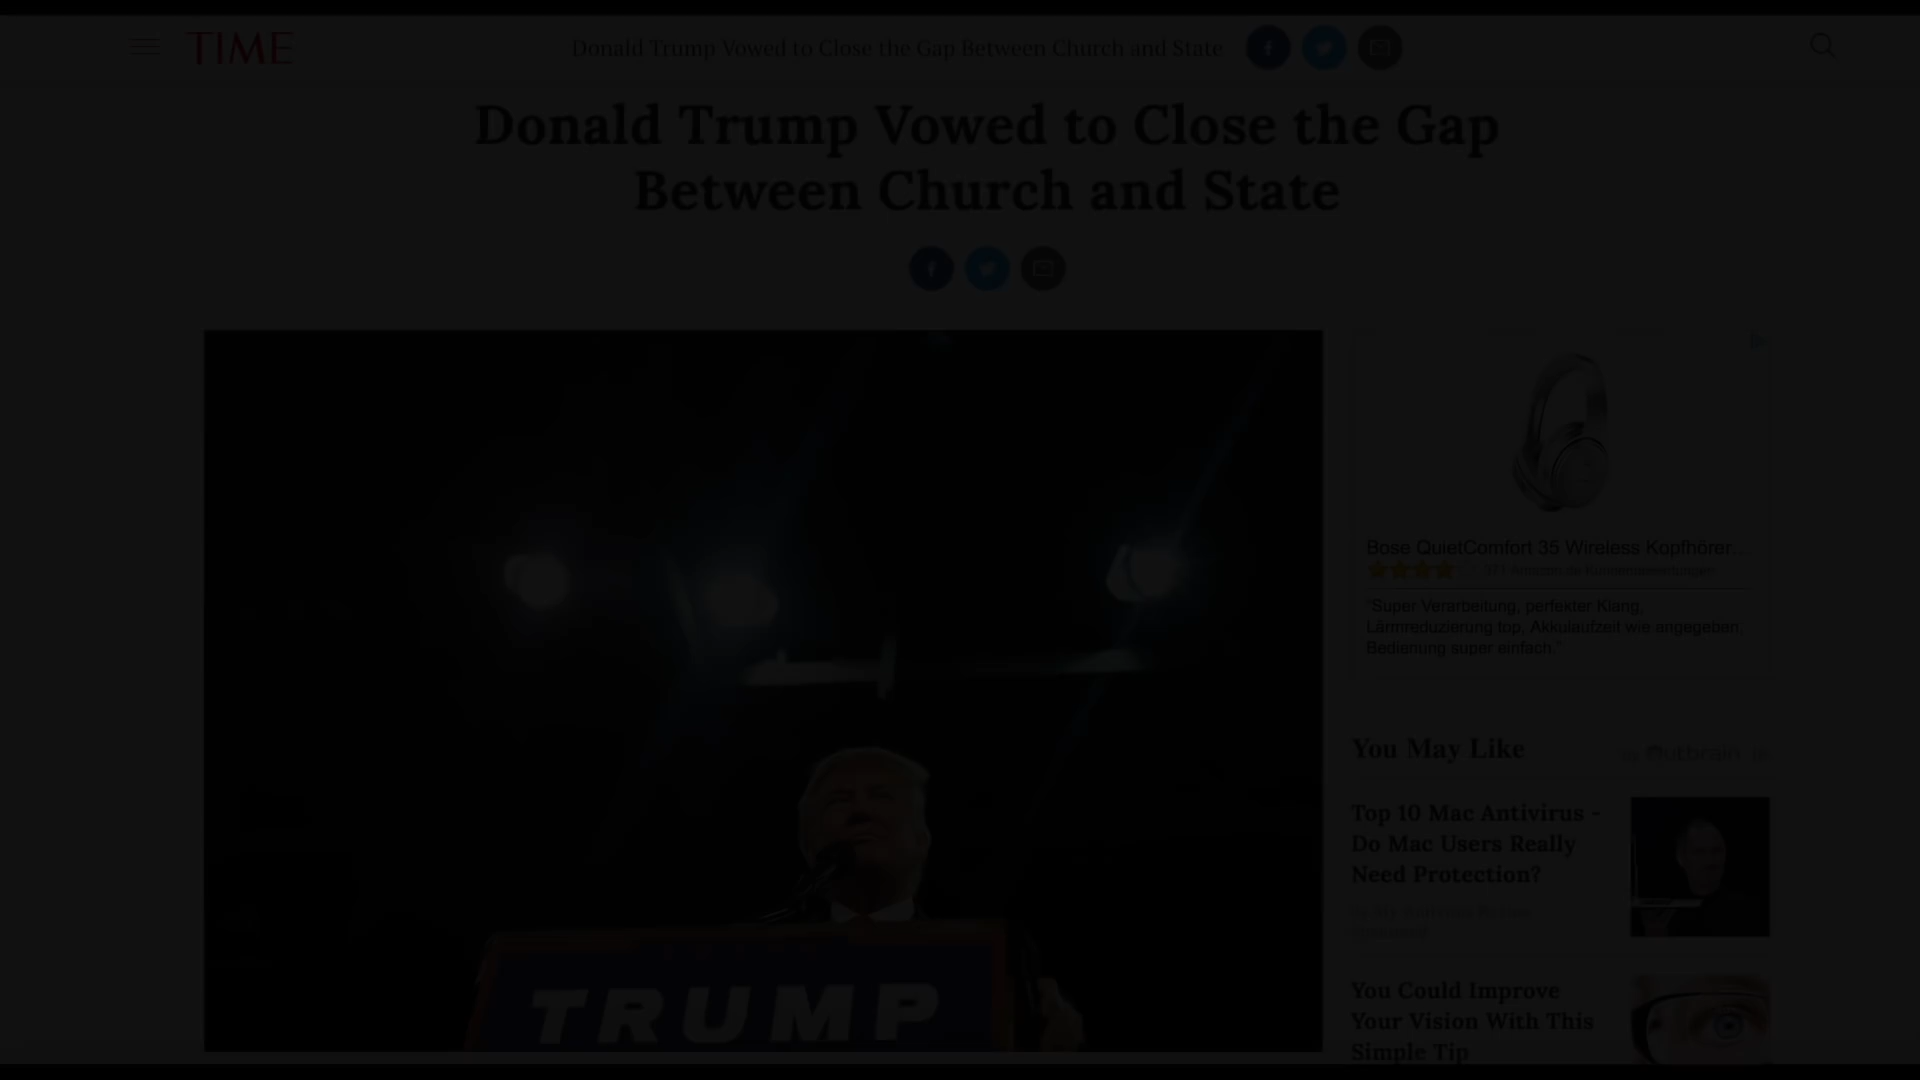 TIME
Donald Trump Vowed to Close the Gap Between Church and State
Donald Trump Vowed to Close the Gap
Between Church and State
TRUMP
Bose QuietComfort 35 Wireless Kopfhörer...
"Super Verarbeitung, perfekter Klang,
Lärmreduzierung top, Akkulaufzeit wie angegeben,
Bedienung super einfach."
You May Like
by Outbrain
Top 10 Mac Antivirus -
Do Mac Users Really
Need Protection?
You Could Improve
Your Vision With This
Simple Tip